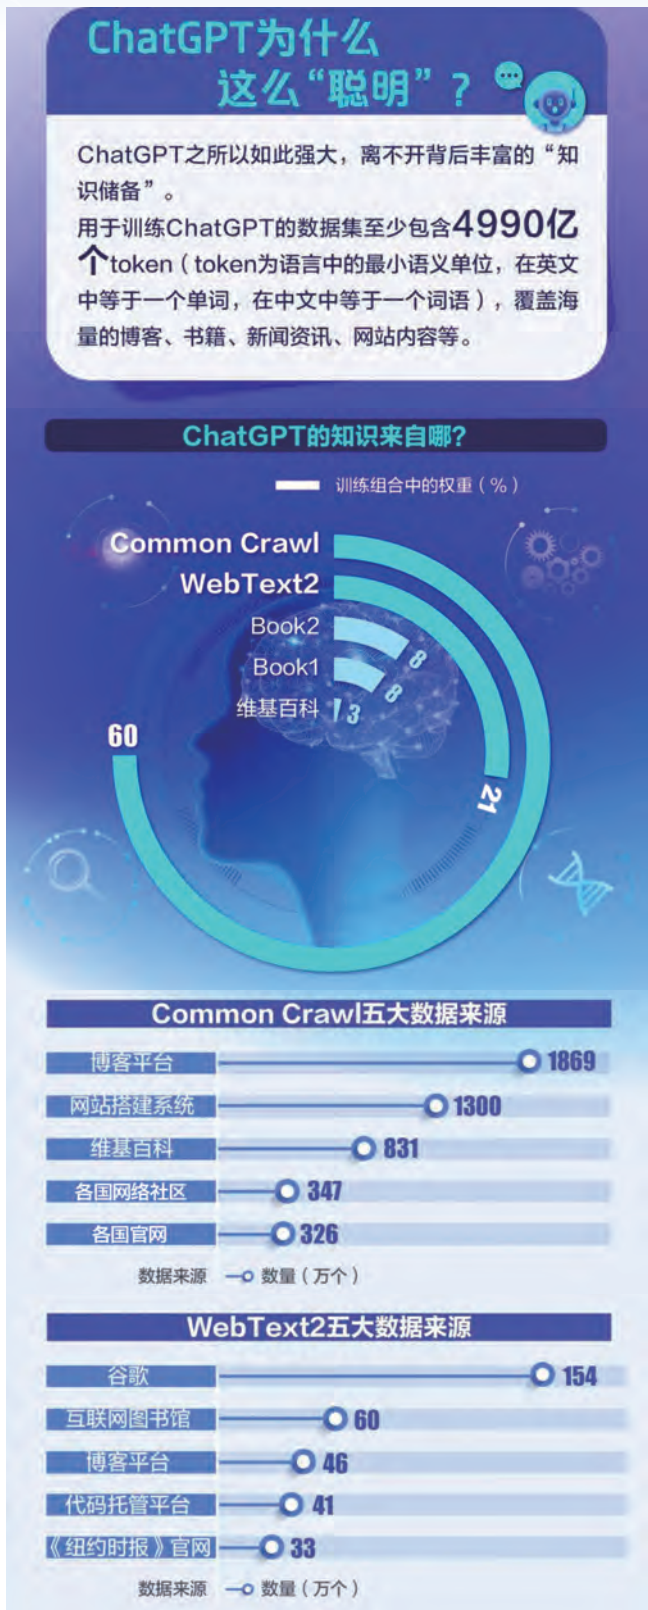 ChatGPT为什么
这么“聪明”？
ChatGPT之所以如此强大，离不开背后丰富的“知
识储备”。
用于训练ChatGPT的数据集至少包含4990亿
个token（token为语言中的最小语义单位，在英文
中等于一个单词，在中文中等于一个词语），覆盖海
量的博客、书籍、新闻资讯、网站内容等。
ChatGPT的知识来自哪？
训练组合中的权重（%）
Common Crawl
WebText2
Book2
8
Book1
8
维基百科
3
60
21
Common Crawl五大数据来源
博客平台 1869
网站搭建系统 1300
维基百科 831
各国网络社区 347
各国官网 326
数据来源 数量（万个）
WebText2五大数据来源
谷歌 154
互联网图书馆 60
博客平台 46
代码托管平台 41
《纽约时报》官网 33
数据来源 数量（万个）